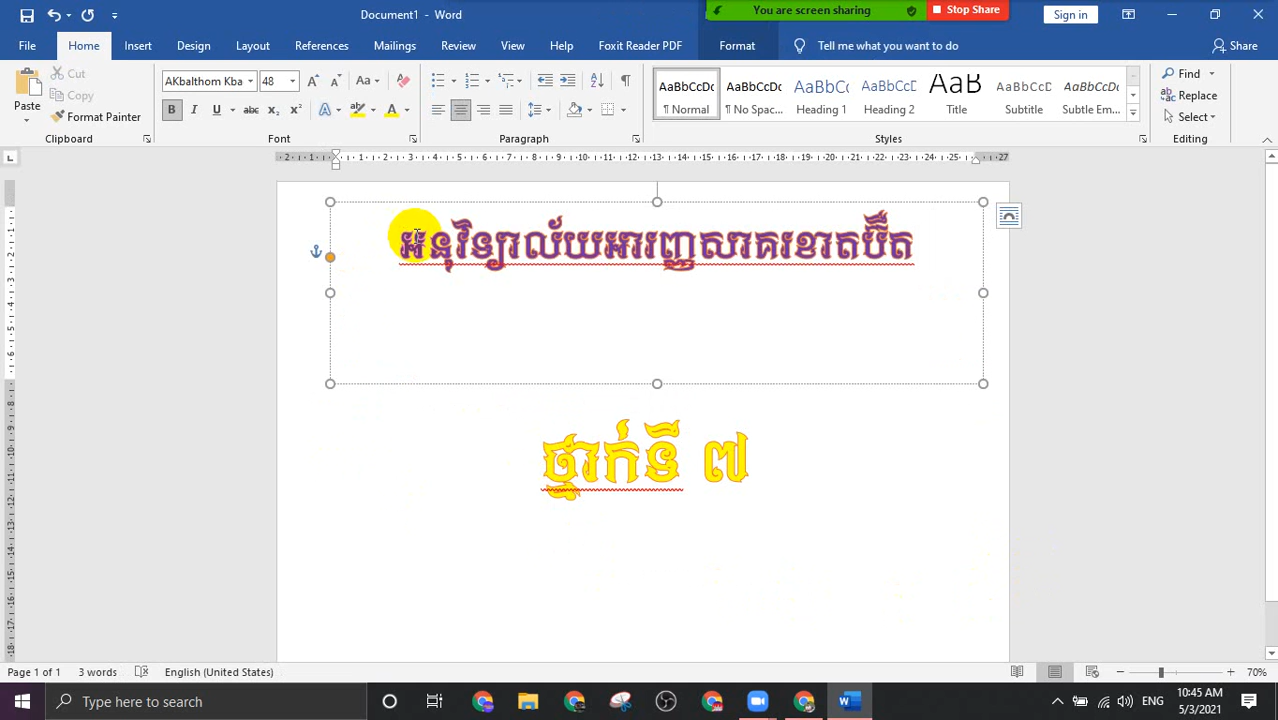 Document1 - Word
You are screen sharing
Stop Share
Sign in
File
Home
Insert
Design
Layout
References
Mailings
Review
View
Help
Foxit Reader PDF
Format
Tell me what you want to do
Share
Paste
Cut
Copy
Format Painter
Clipboard
AKbalthom Kba
48
Aa
Font
Paragraph
AaBbCcDc
¶ Normal
AaBbCcDc
¶ No Spac...
AaBbCc
Heading 1
AaBbCcC
Heading 2
AaB
Title
AaBbCcD
Subtitle
AaBbCcDc
Subtle Em...
Styles
Find
Replace
Select
Editing
អនុវិទ្យាល័យអារញ្ញសាគរខាតប៊ឹត
ថ្នាក់ទី ៧
Page 1 of 1
3 words
English (United States)
70%
Type here to search
ENG
10:45 AM
5/3/2021